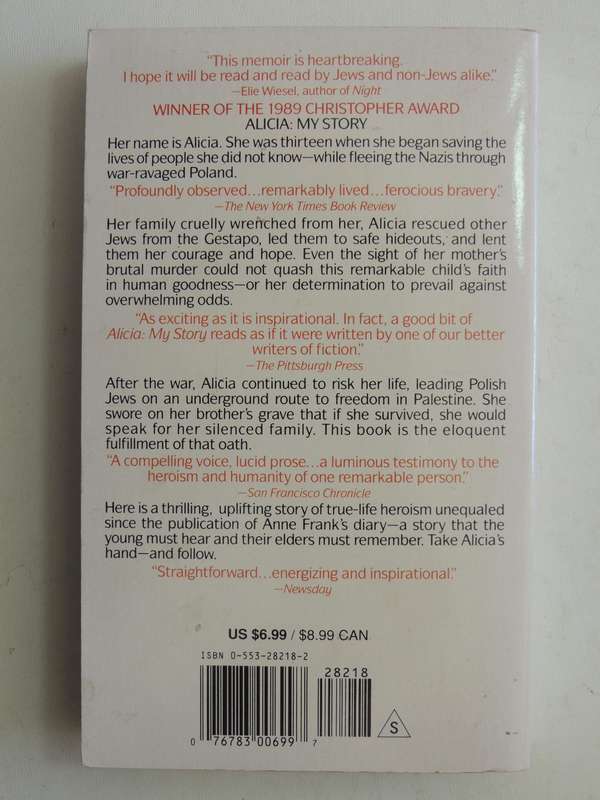 "This memoir is heartbreaking.
I hope it will be read and read by Jews and non-Jews alike."
—Elie Wiesel, author of Night
WINNER OF THE 1989 CHRISTOPHER AWARD
ALICIA: MY STORY
Her name is Alicia. She was thirteen when she began saving the
lives of people she did not know—while fleeing the Nazis through
war-ravaged Poland.
"Profoundly observed...remarkably lived...ferocious bravery."
—The New York Times Book Review
Her family cruelly wrenched from her, Alicia rescued other
Jews from the Gestapo, led them to safe hideouts, and lent
them her courage and hope. Even the sight of her mother's
brutal murder could not quash this remarkable child's faith
in human goodness—or her determination to prevail against
overwhelming odds.
"As exciting as it is inspirational. In fact, a good bit of
Alicia: My Story reads as if it were written by one of our better
writers of fiction."
—The Pittsburgh Press
After the war, Alicia continued to risk her life, leading Polish
Jews on an underground route to freedom in Palestine. She
swore on her brother's grave that if she survived, she would
speak for her silenced family. This book is the eloquent
fulfillment of that oath.
"A compelling voice, lucid prose...a luminous testimony to the
heroism and humanity of one remarkable person."
—San Francisco Chronicle
Here is a thrilling, uplifting story of true-life heroism unequaled
since the publication of Anne Frank's diary—a story that the
young must hear and their elders must remember. Take Alicia's
hand—and follow.
"Straightforward...energizing and inspirational."
—Newsday
US $6.99 / $8.99 CAN
ISBN 0-553-28218-2
28218
0 76783 00699 7
S